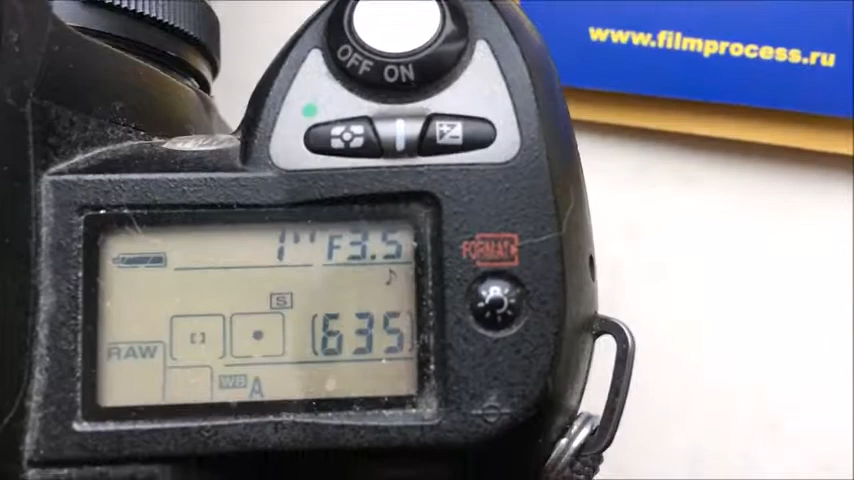 www.filmprocess.ru
OFF ON
1"' F3.5
FORMAT
S
[635]
RAW
WB A